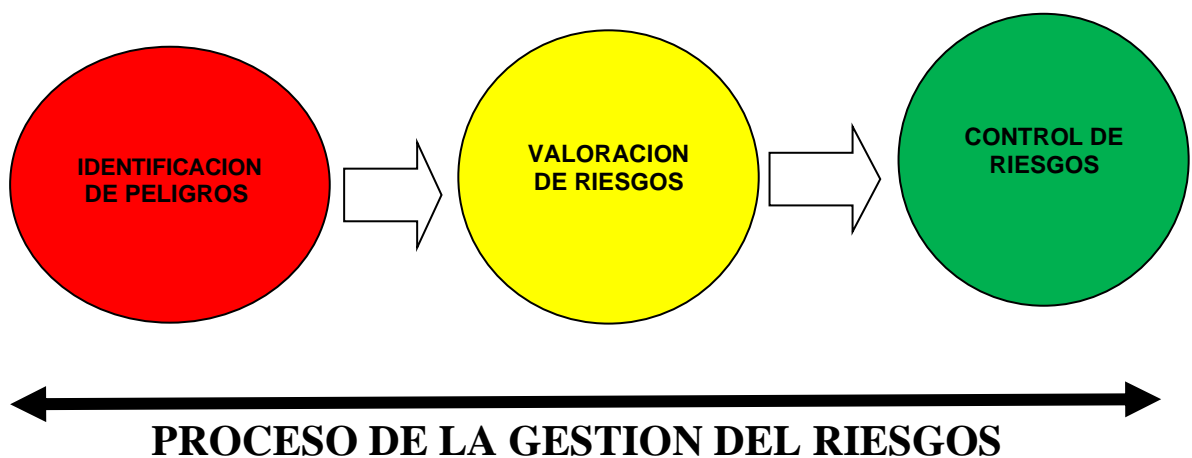 IDENTIFICACION
DE PELIGROS
VALORACION
DE RIESGOS
CONTROL DE
RIESGOS
PROCESO DE LA GESTION DEL RIESGOS